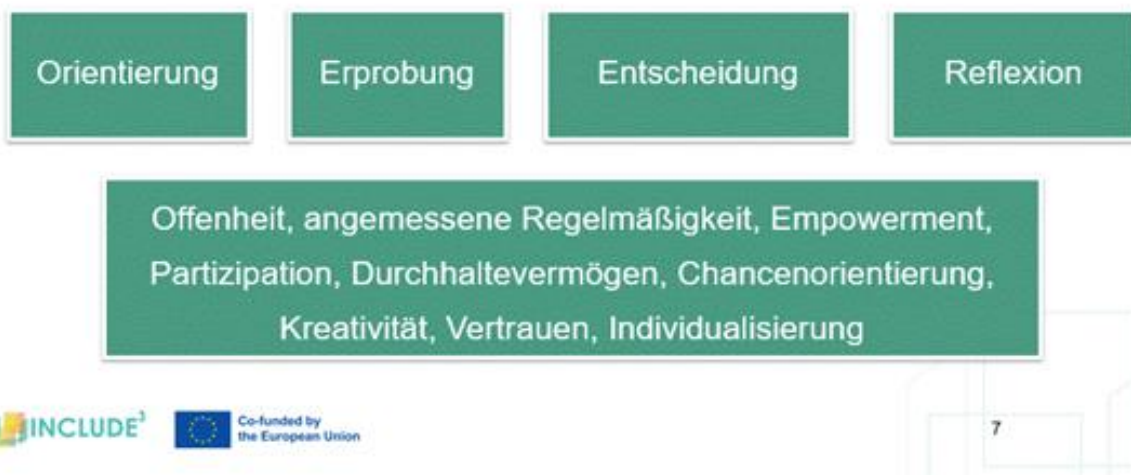 Orientierung
Erprobung
Entscheidung
Reflexion
Offenheit, angemessene Regelmäßigkeit, Empowerment,
Partizipation, Durchhaltevermögen, Chancenorientierung,
Kreativität, Vertrauen, Individualisierung
INCLUDE³
Co-funded by
the European Union
7